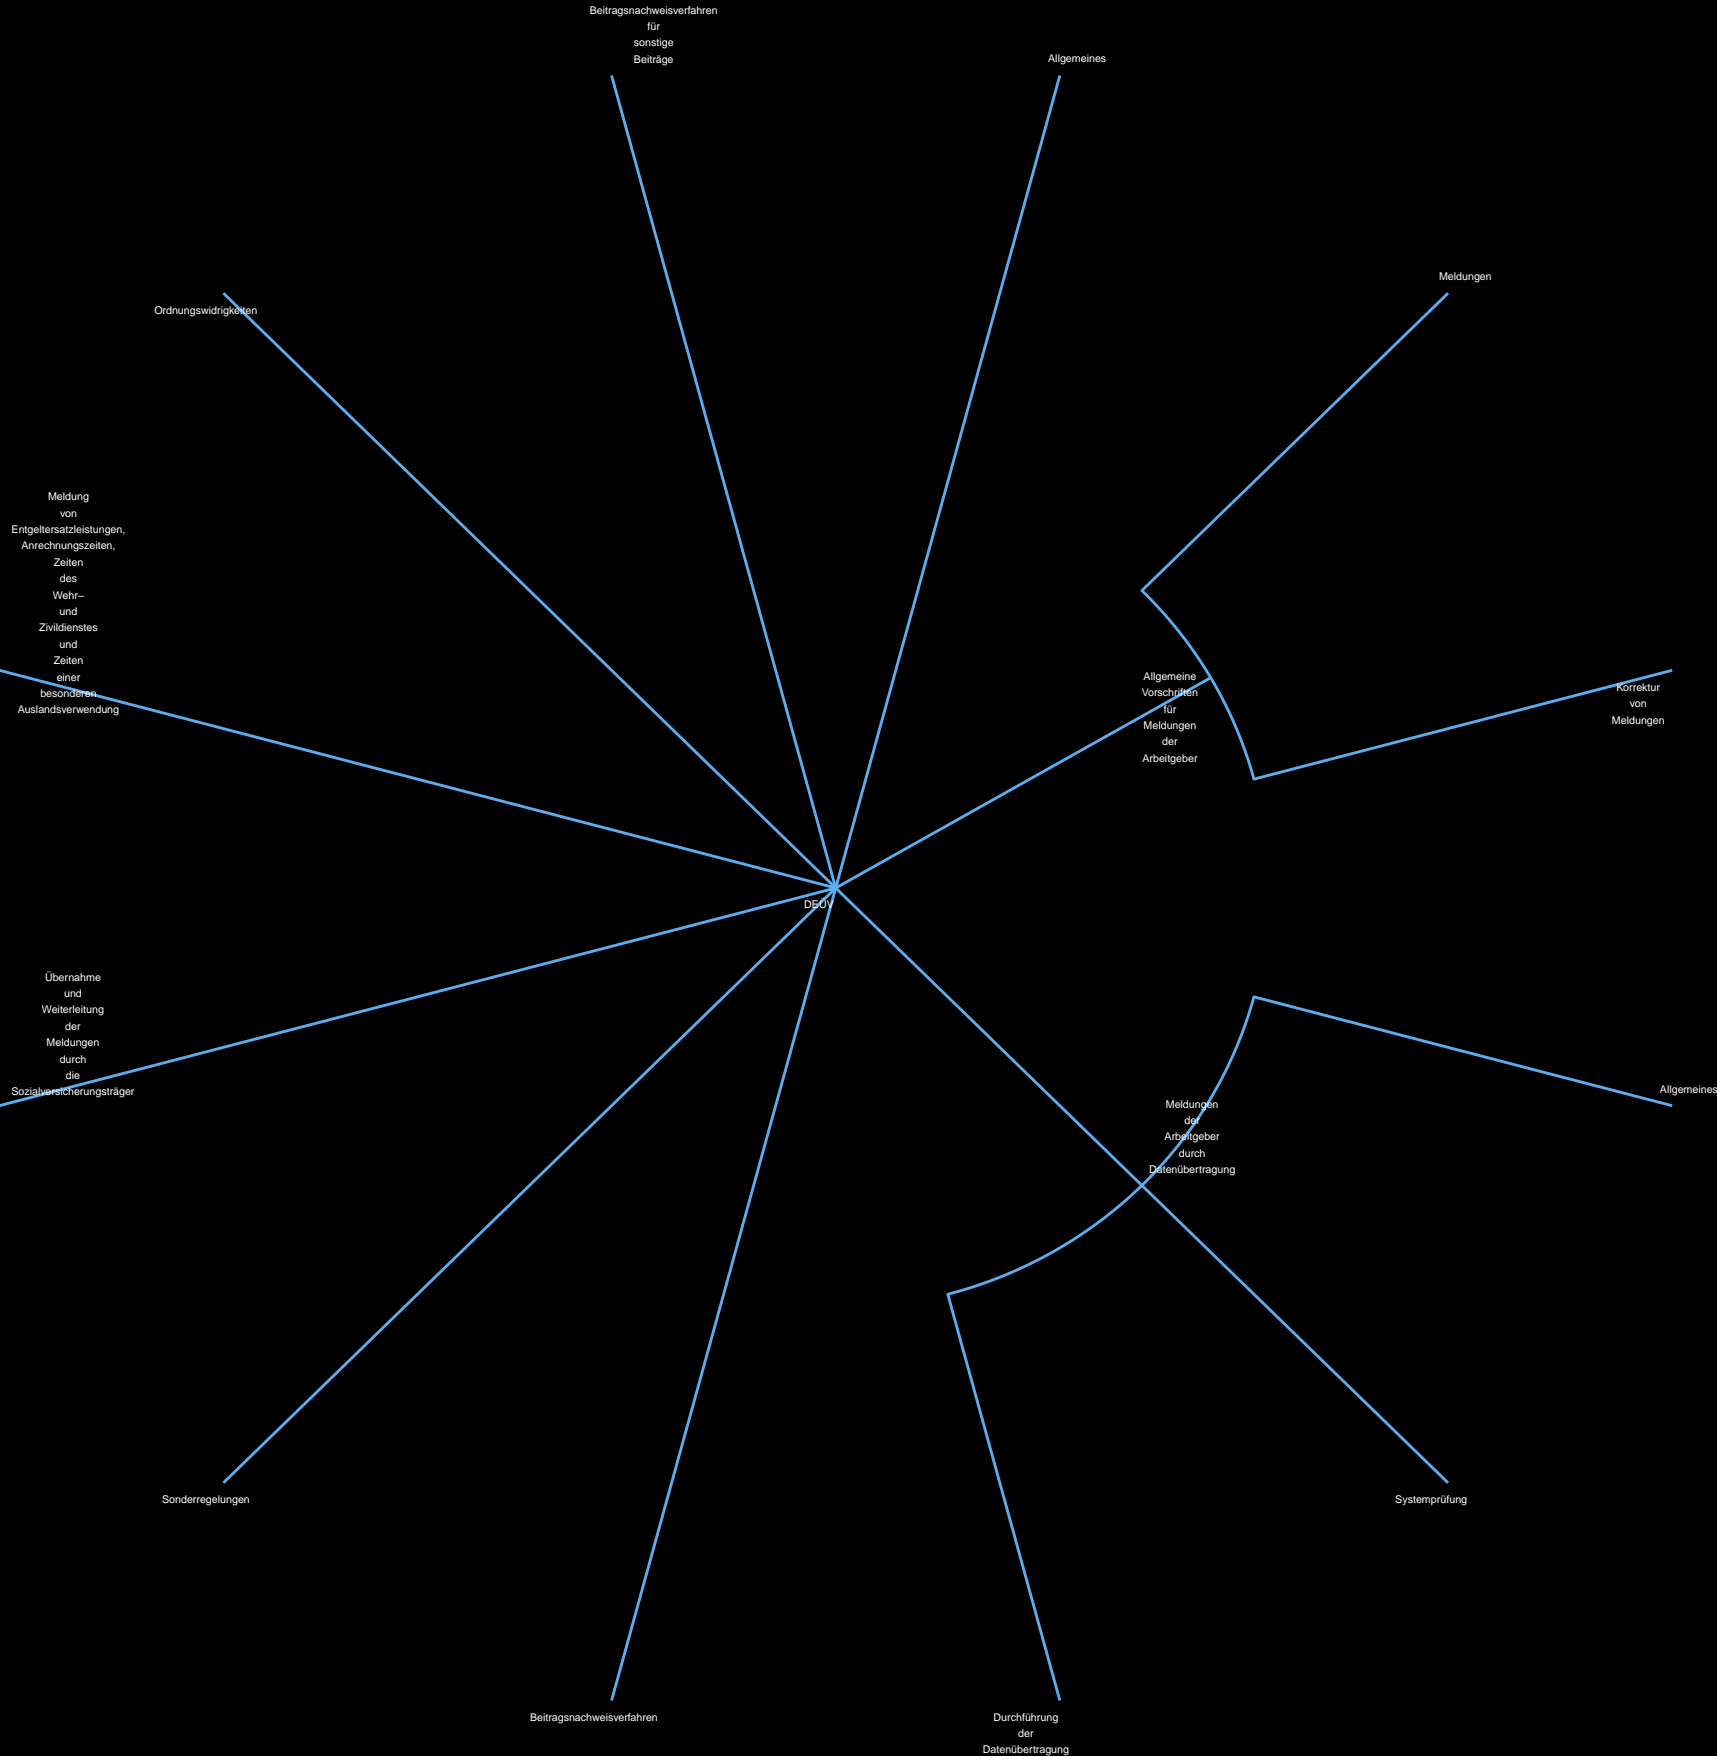 Beitragsnachweisverfahren
für
sonstige
Beiträge
Allgemeines
Meldungen
Ordnungswidrigkeiten
Meldung
von
Entgeltersatzleistungen,
Anrechnungszeiten,
Zeiten
des
Wehr–
und
Zivildienstes
und
Zeiten
einer
besonderen
Auslandsverwendung
Allgemeine
Vorschriften
für
Meldungen
der
Arbeitgeber
Korrektur
von
Meldungen
DEÜV
Übernahme
und
Weiterleitung
der
Meldungen
durch
die
Sozialversicherungsträger
Meldungen
der
Arbeitgeber
durch
Datenübertragung
Allgemeines
Sonderregelungen
Systemprüfung
Beitragsnachweisverfahren
Durchführung
der
Datenübertragung